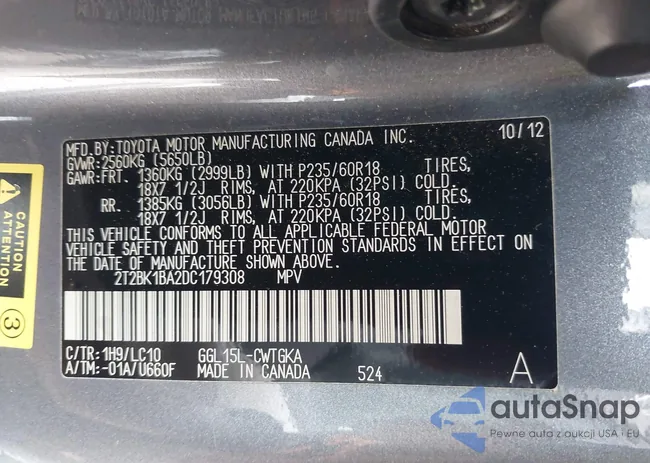 MFD.BY:TOYOTA MOTOR MANUFACTURING CANADA INC. 10/12
GVWR:2560KG (5650LB)
GAWR:FRT. 1360KG (2999LB) WITH P235/60R18 TIRES,
18X7 1/2J RIMS, AT 220KPA (32PSI) COLD.
RR. 1385KG (3056LB) WITH P235/60R18 TIRES,
18X7 1/2J RIMS, AT 220KPA (32PSI) COLD.
THIS VEHICLE CONFORMS TO ALL APPLICABLE FEDERAL MOTOR
VEHICLE SAFETY AND THEFT PREVENTION STANDARDS IN EFFECT ON
THE DATE OF MANUFACTURE SHOWN ABOVE.
2T2BK1BA2DC179308 MPV
C/TR:1H9/LC10 GGL15L-CWTGKA
A/TM:-01A/U660F MADE IN CANADA 524 A
3
autaSnap
Pewne auta z aukcji USA i EU